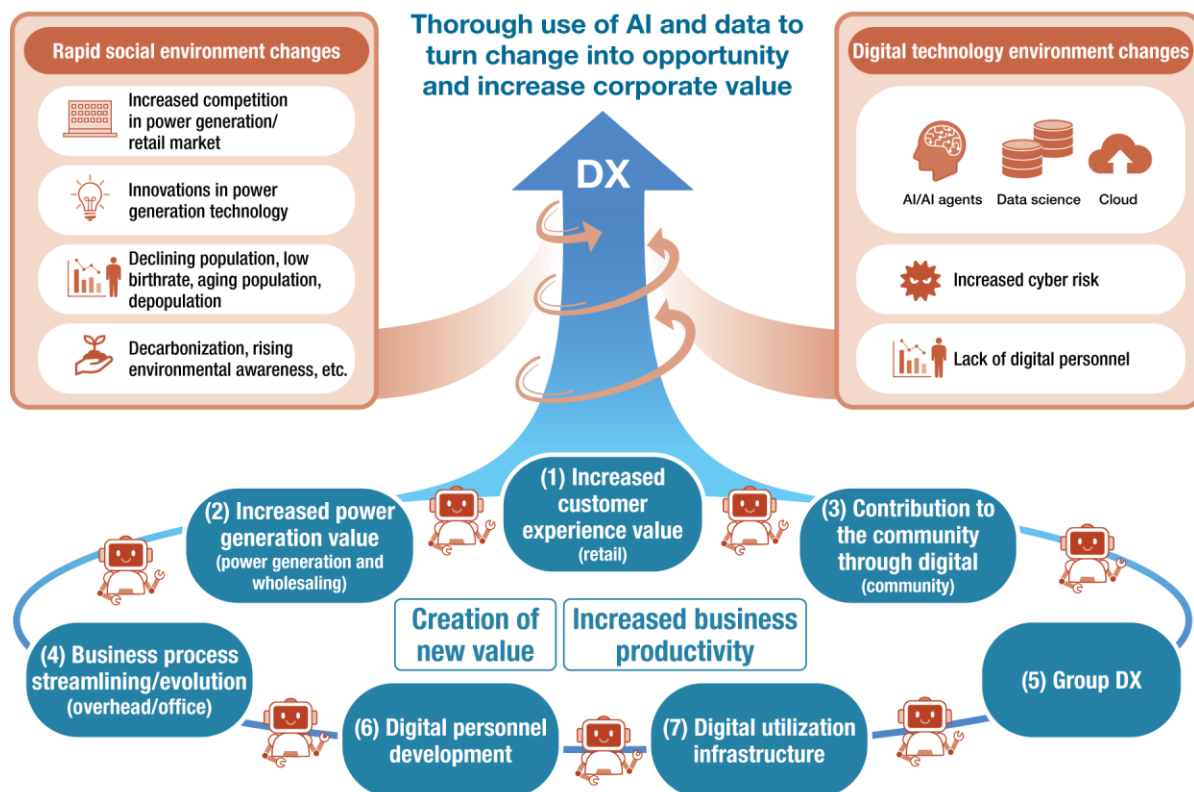 Rapid social environment changes
Increased competition
in power generation/
retail market
Innovations in power
generation technology
Declining population, low
birthrate, aging population,
depopulation
Decarbonization, rising
environmental awareness, etc.
Thorough use of AI and data to
turn change into opportunity
and increase corporate value
DX
Digital technology environment changes
AI/AI agents
Data science
Cloud
Increased cyber risk
Lack of digital personnel
(1) Increased
customer
experience value
(retail)
(2) Increased power
generation value
(power generation and
wholesaling)
(3) Contribution to
the community
through digital
(community)
Creation of
new value
Increased business
productivity
(4) Business process
streamlining/evolution
(overhead/office)
(5) Group DX
(6) Digital personnel
development
(7) Digital utilization
infrastructure